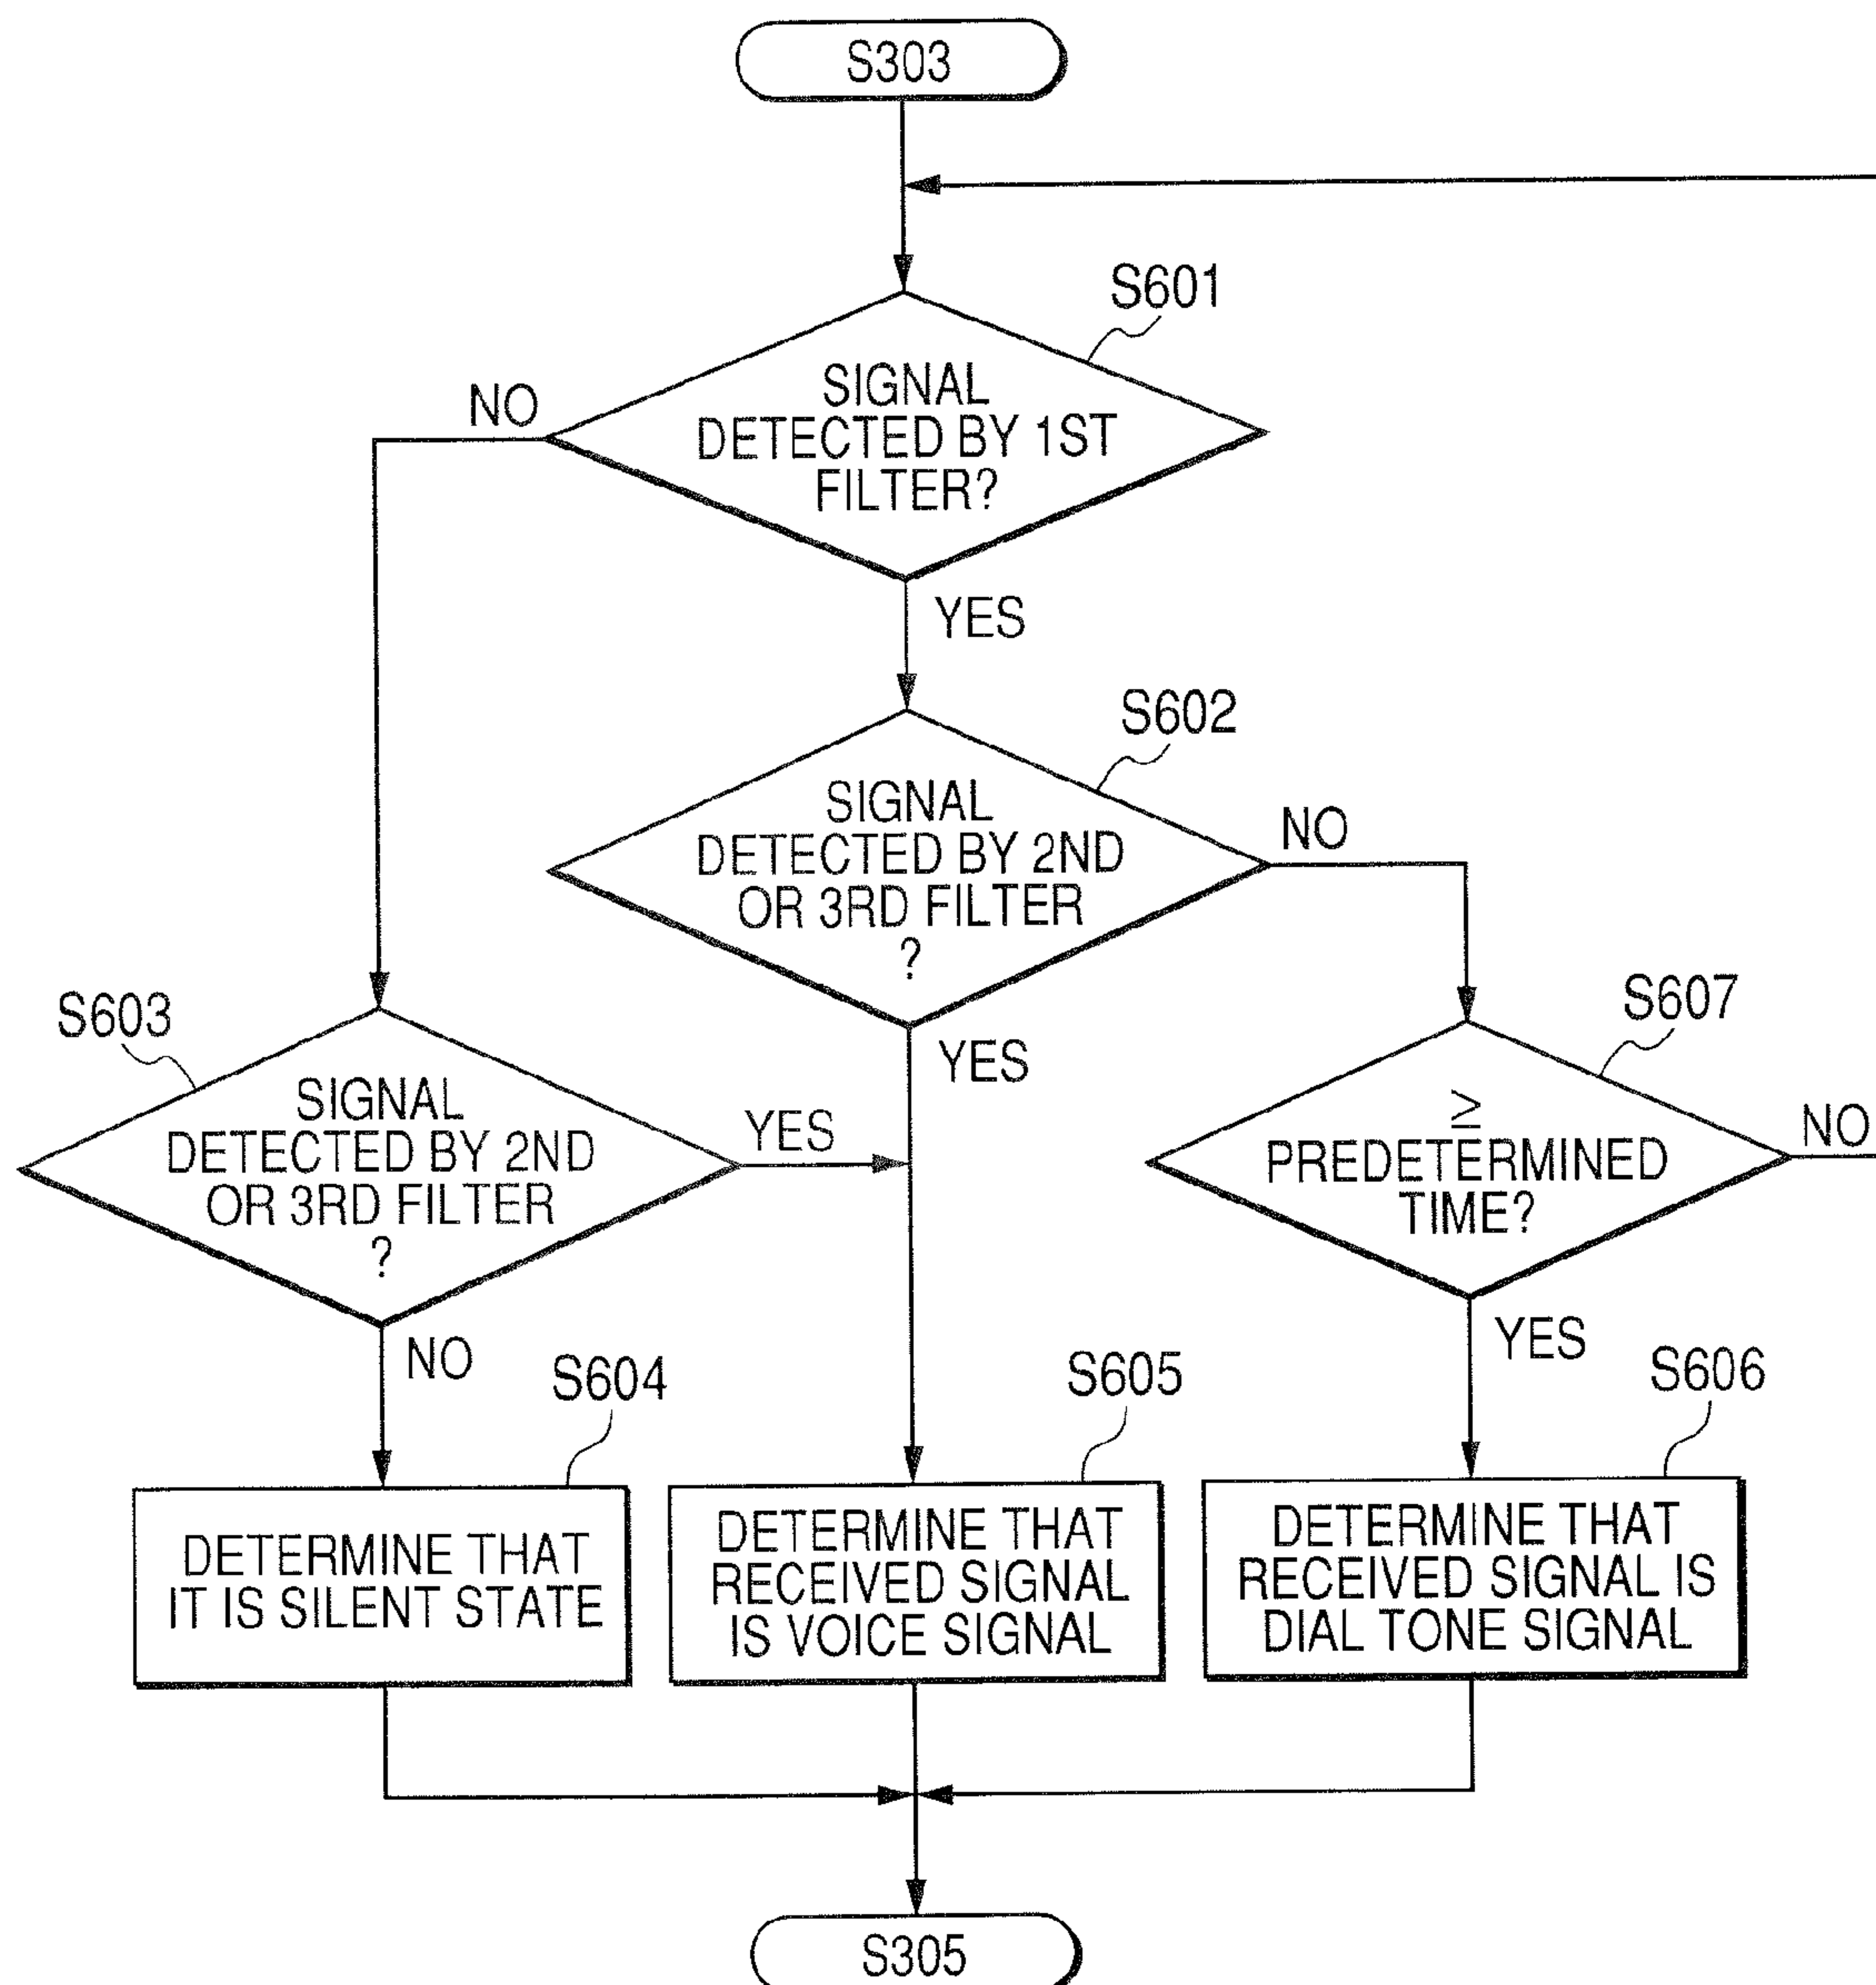 S303
S601
NO
SIGNAL
DETECTED BY 1ST
FILTER?
YES
S602
SIGNAL
DETECTED BY 2ND
OR 3RD FILTER
?
NO
YES
S603
SIGNAL
DETECTED BY 2ND
OR 3RD FILTER
?
YES
NO
S607
≥
PREDETERMINED
TIME?
NO
YES
S604
DETERMINE THAT
IT IS SILENT STATE
S605
DETERMINE THAT
RECEIVED SIGNAL
IS VOICE SIGNAL
S606
DETERMINE THAT
RECEIVED SIGNAL IS
DIAL TONE SIGNAL
S305